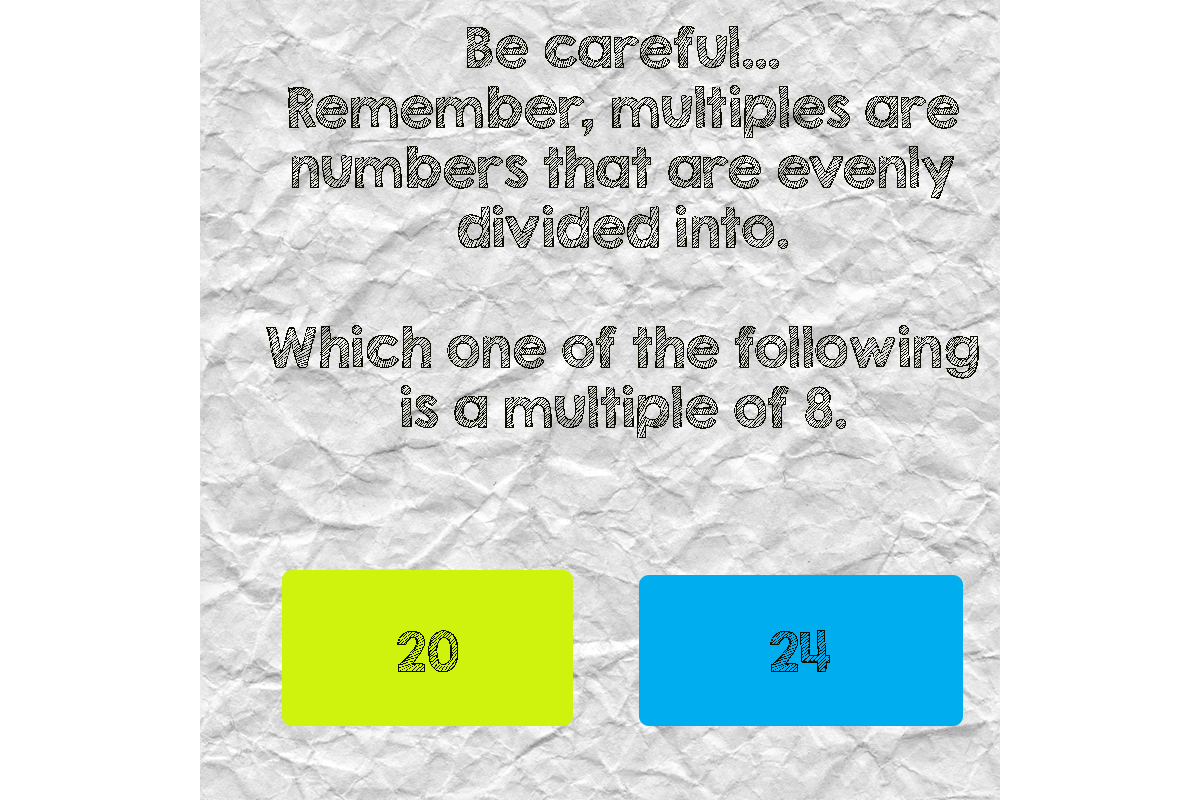 Be careful...
Remember, multiples are
numbers that are evenly
divided into.
Which one of the following
is a multiple of 8.
20
24